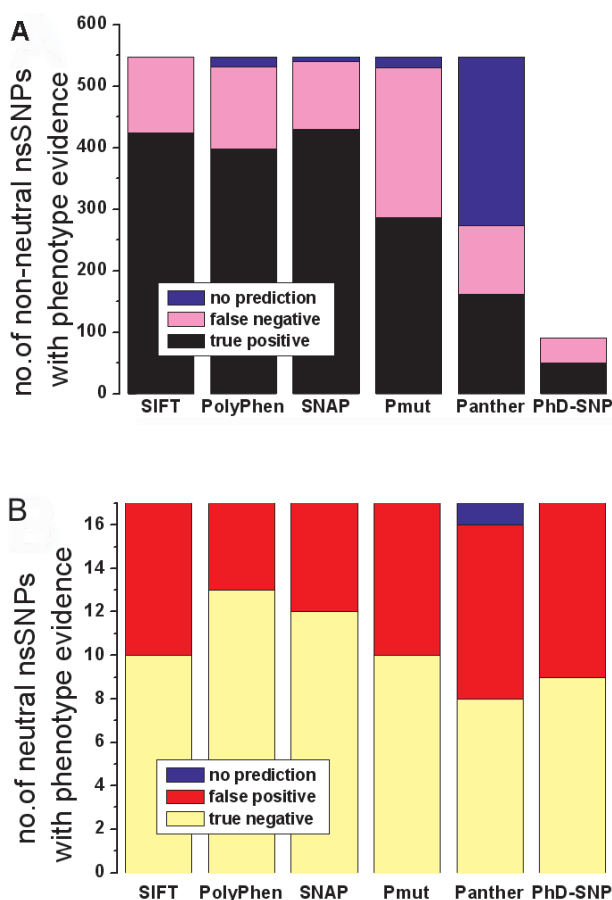 A
no.of non-neutral nsSNPs
with phenotype evidence
600
500
400
300
200
100
0
no prediction
false negative
true positive
SIFT PolyPhen SNAP Pmut Panther PhD-SNP
B
no.of neutral nsSNPs
with phenotype evidence
16
14
12
10
8
6
4
2
0
no prediction
false positive
true negative
SIFT PolyPhen SNAP Pmut Panther PhD-SNP